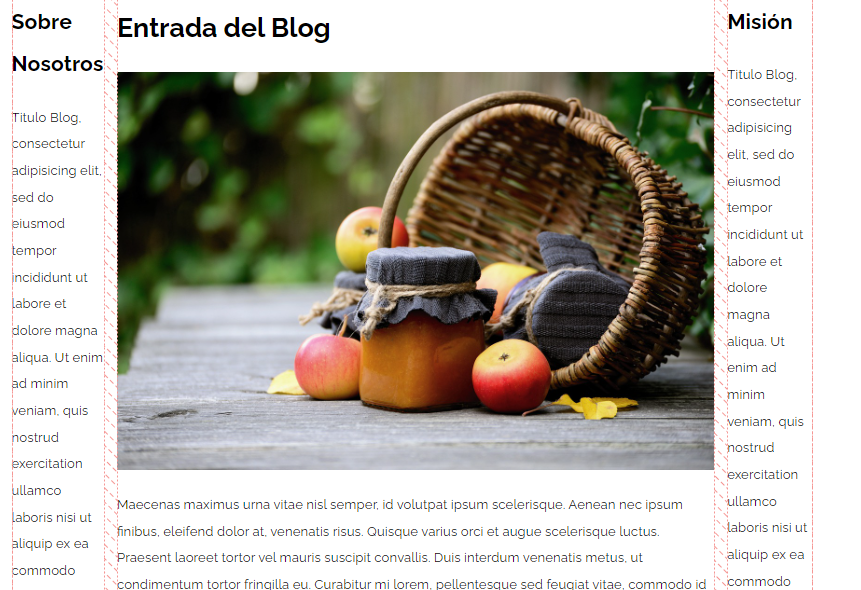 Sobre
Nosotros
Titulo Blog,
consectetur
adipisicing elit,
sed do
eiusmod
tempor
incididunt ut
labore et
dolore magna
aliqua. Ut enim
ad minim
veniam, quis
nostrud
exercitation
ullamco
laboris nisi ut
aliquip ex ea
commodo
Entrada del Blog
Maecenas maximus urna vitae nisl semper, id volutpat ipsum scelerisque. Aenean nec ipsum
finibus, eleifend dolor at, venenatis risus. Quisque varius orci et augue scelerisque luctus.
Praesent laoreet tortor vel mauris suscipit convallis. Duis interdum venenatis metus, ut
condimentum tortor fringilla eu. Curabitur mi lorem, pellentesque sed feugiat vitae, commodo id
Misión
Titulo Blog,
consectetur
adipisicing
elit, sed do
eiusmod
tempor
incididunt ut
labore et
dolore
magna
aliqua. Ut
enim ad
minim
veniam, quis
nostrud
exercitation
ullamco
laboris nisi ut
aliquip ex ea
commodo